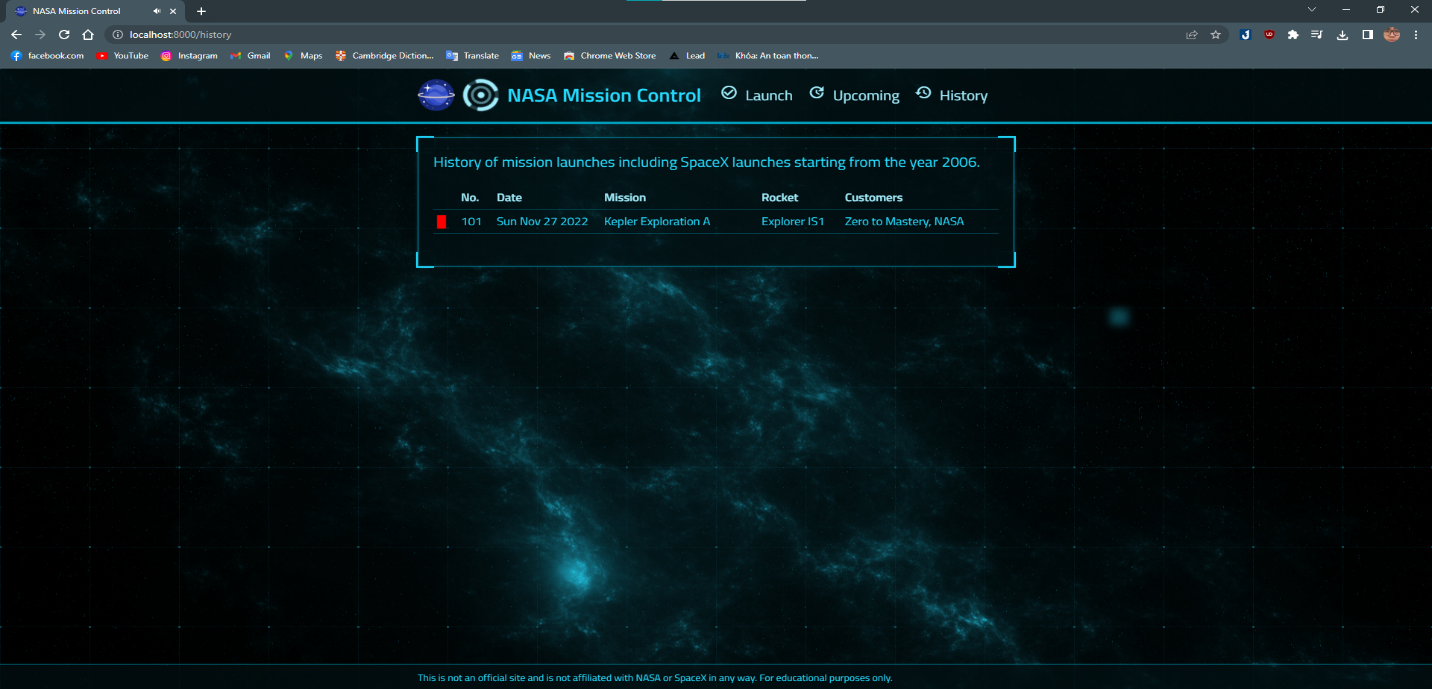 NASA Mission Control
localhost:8000/history
facebook.com YouTube Instagram Gmail Maps Cambridge Diction... Translate News Chrome Web Store Lead Khóa: An toan thon...
NASA Mission Control Launch Upcoming History
History of mission launches including SpaceX launches starting from the year 2006.
No. Date Mission Rocket Customers
101 Sun Nov 27 2022 Kepler Exploration A Explorer IS1 Zero to Mastery, NASA
This is not an official site and is not affiliated with NASA or SpaceX in any way. For educational purposes only.